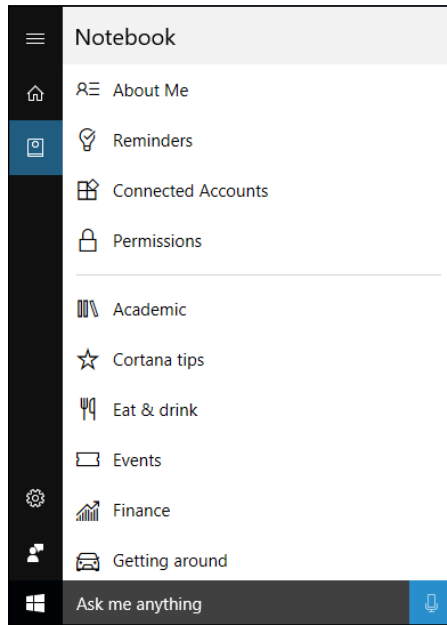 Notebook
About Me
Reminders
Connected Accounts
Permissions
Academic
Cortana tips
Eat & drink
Events
Finance
Getting around
Ask me anything